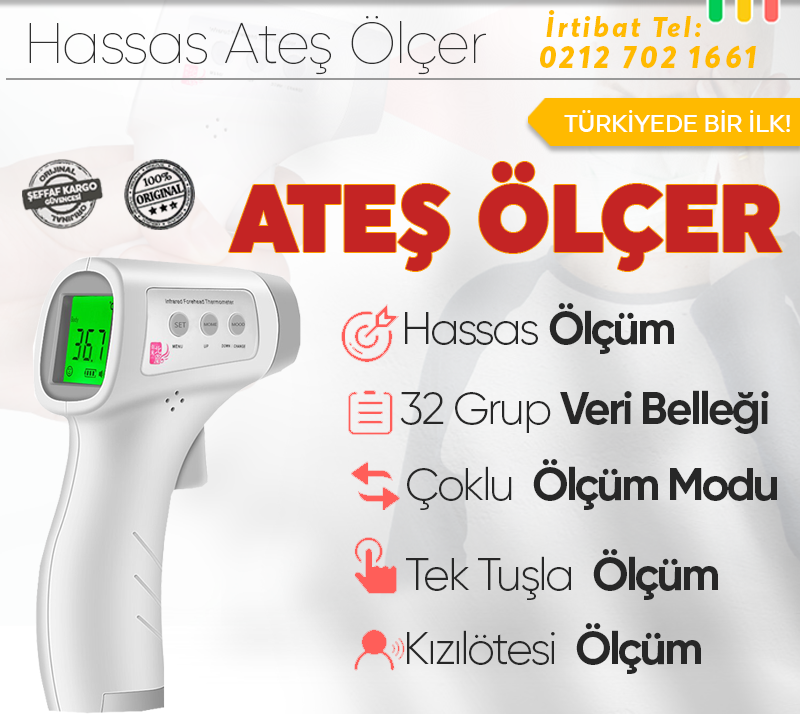 Hassas Ateş Ölçer
İrtibat Tel:
0212 702 1661
TÜRKİYEDE BİR İLK!
ORIJINAL
ŞEFFAF KARGO
GÜVENCESİ
ORIJINAL
100%
ORIGINAL
ATEŞ ÖLÇER
Infrared Forehead Thermometer
SET
MODE
MOOD
MENU
UP
DOWN / CHANGE
36.7
Hassas Ölçüm
32 Grup Veri Belleği
Çoklu Ölçüm Modu
Tek Tuşla Ölçüm
Kızılötesi Ölçüm